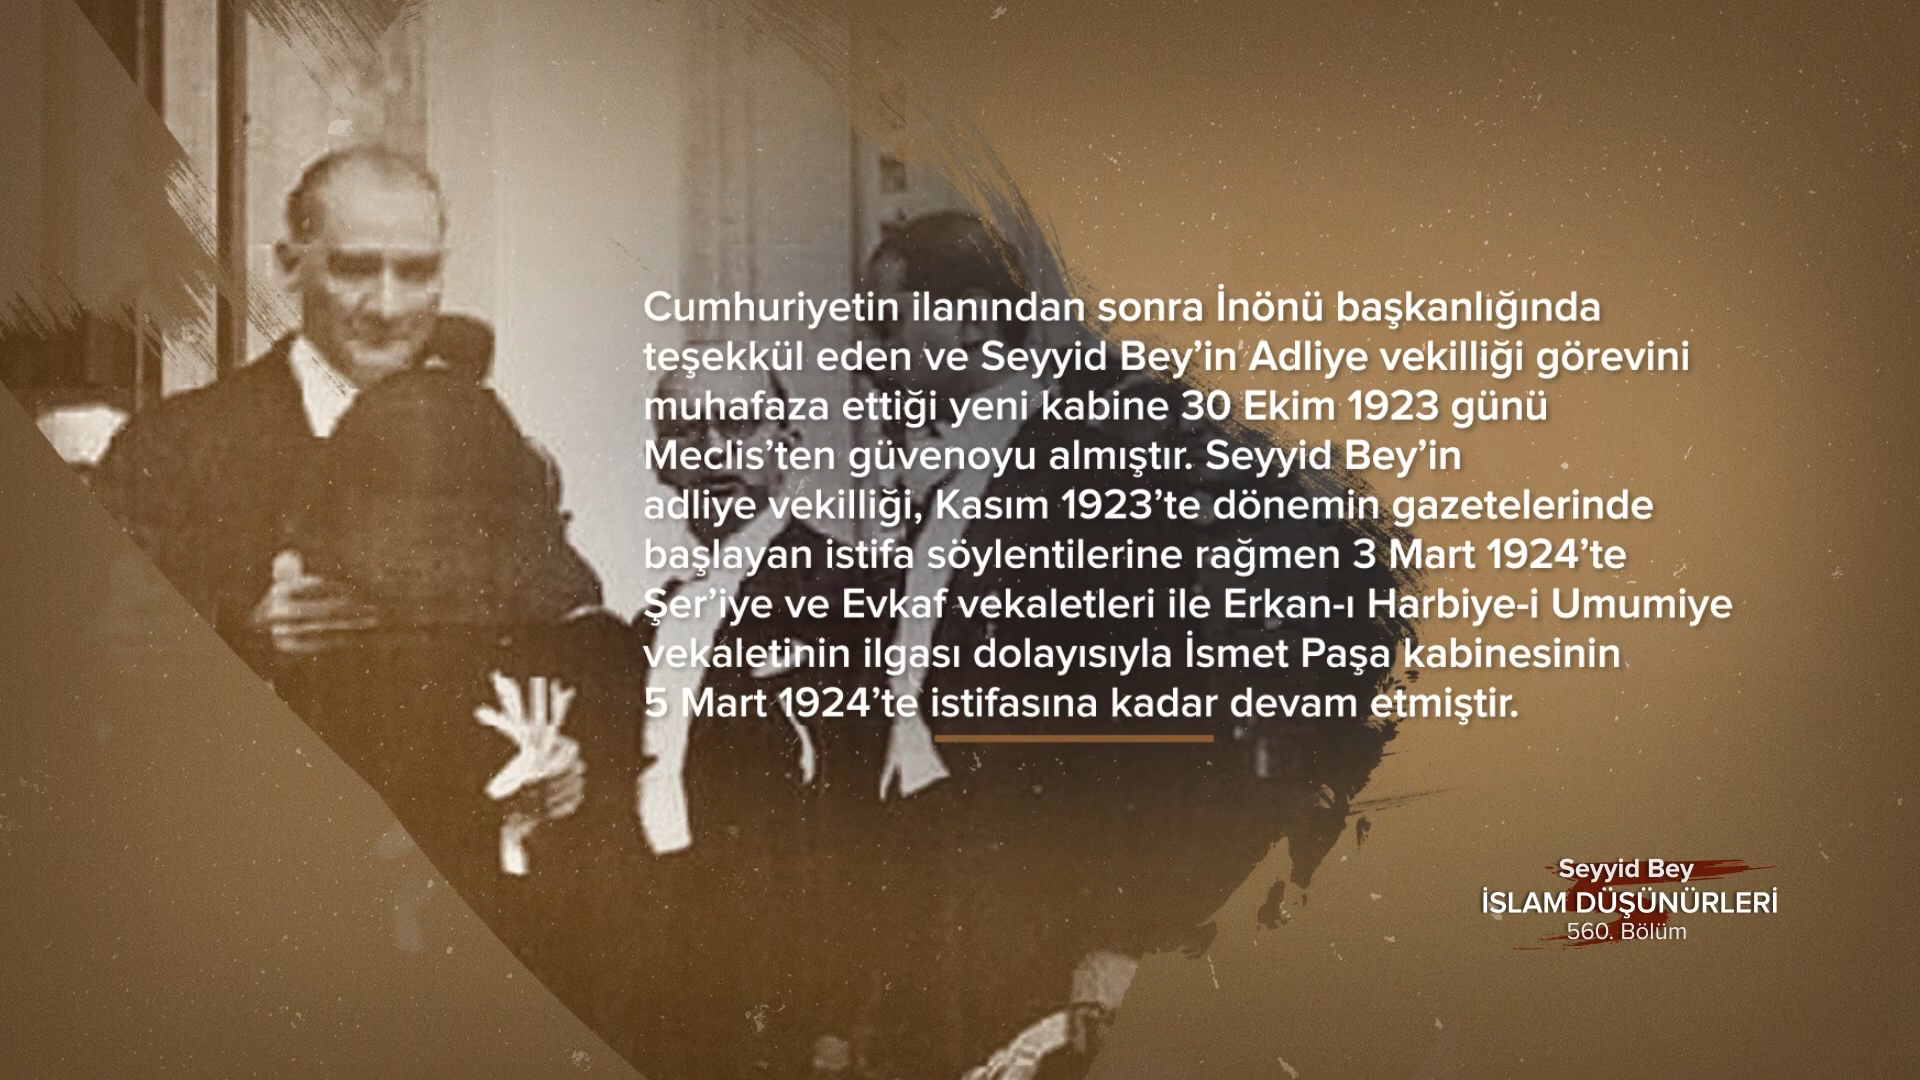 Cumhuriyetin ilanından sonra İnönü başkanlığında
teşekkül eden ve Seyyid Bey’in Adliye vekilliği görevini
muhafaza ettiği yeni kabine 30 Ekim 1923 günü
Meclis’ten güvenoyu almıştır. Seyyid Bey’in
adliye vekilliği, Kasım 1923’te dönemin gazetelerinde
başlayan istifa söylentilerine rağmen 3 Mart 1924’te
Şer’iye ve Evkaf vekaletleri ile Erkan-ı Harbiye-i Umumiye
vekaletinin ilgası dolayısıyla İsmet Paşa kabinesinin
5 Mart 1924’te istifasına kadar devam etmiştir.
Seyyid Bey
İSLAM DÜŞÜNÜRLERİ
560. Bölüm